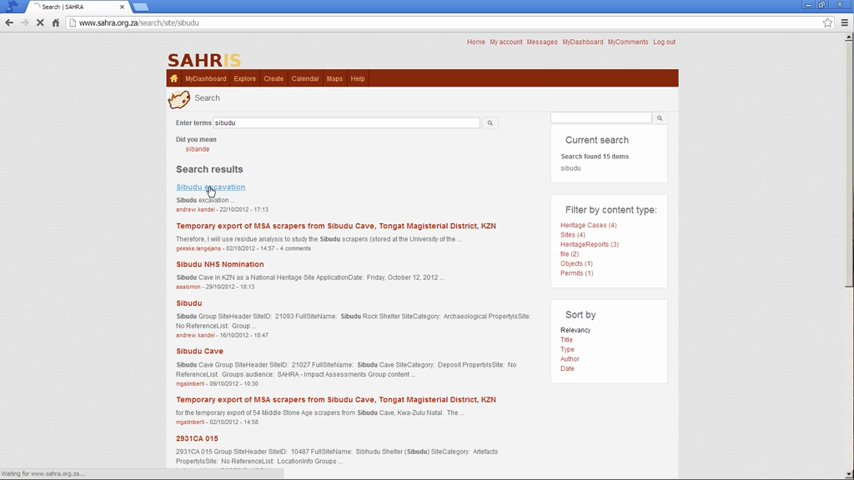 Search | SAHRA
www.sahra.org.za/search/site/sibudu
Home My account Messages MyDashboard MyComments Log out
SAHRIS
MyDashboard Explore Create Calendar Maps Help
Search
Enter terms sibudu
Did you mean
sibande
Search results
Sibudu excavation
Sibudu excavation ...
andrew.kandel - 22/10/2012 - 17:13
Temporary export of MSA scrapers from Sibudu Cave, Tongat Magisterial District, KZN
Therefore, I will use residue analysis to study the Sibudu scrapers (stored at the University of the ...
geeske.langejans - 02/10/2012 - 14:57 - 4 comments
Sibudu NHS Nomination
Sibudu Cave in KZN as a National Heritage Site ApplicationDate: Friday, October 12, 2012 ...
asalomon - 29/10/2012 - 18:13
Sibudu
Sibudu Group SiteHeader SiteID: 21093 FullSiteName: Sibudu Rock Shelter SiteCategory: Archaeological PropertyIsSite:
No ReferenceList: Group ...
andrew.kandel - 16/10/2012 - 18:47
Sibudu Cave
Sibudu Cave Group SiteHeader SiteID: 21027 FullSiteName: Sibudu Cave SiteCategory: Deposit PropertyIsSite: No
ReferenceList: Groups audience: SAHRA - Impact Assessments Group content ...
mgalimberti - 09/10/2012 - 10:30
Temporary export of MSA scrapers from Sibudu Cave, Tongat Magisterial District, KZN
for the temporary export of 54 Middle Stone Age scrapers from Sibudu Cave, Kwa-Zulu Natal. The ...
mgalimberti - 02/10/2012 - 14:58
2931CA 015
2931CA 015 Group SiteHeader SiteID: 10487 FullSiteName: Sibhudu Shelter (Sibudu) SiteCategory: Artefacts
PropertyIsSite: No ReferenceList: LocationInfo Groups ...
Current search
Search found 15 items
sibudu
Filter by content type:
Heritage Cases (4)
Sites (4)
HeritageReports (3)
file (2)
Objects (1)
Permits (1)
Sort by
Relevancy
Title
Type
Author
Date
Waiting for www.sahra.org.za...